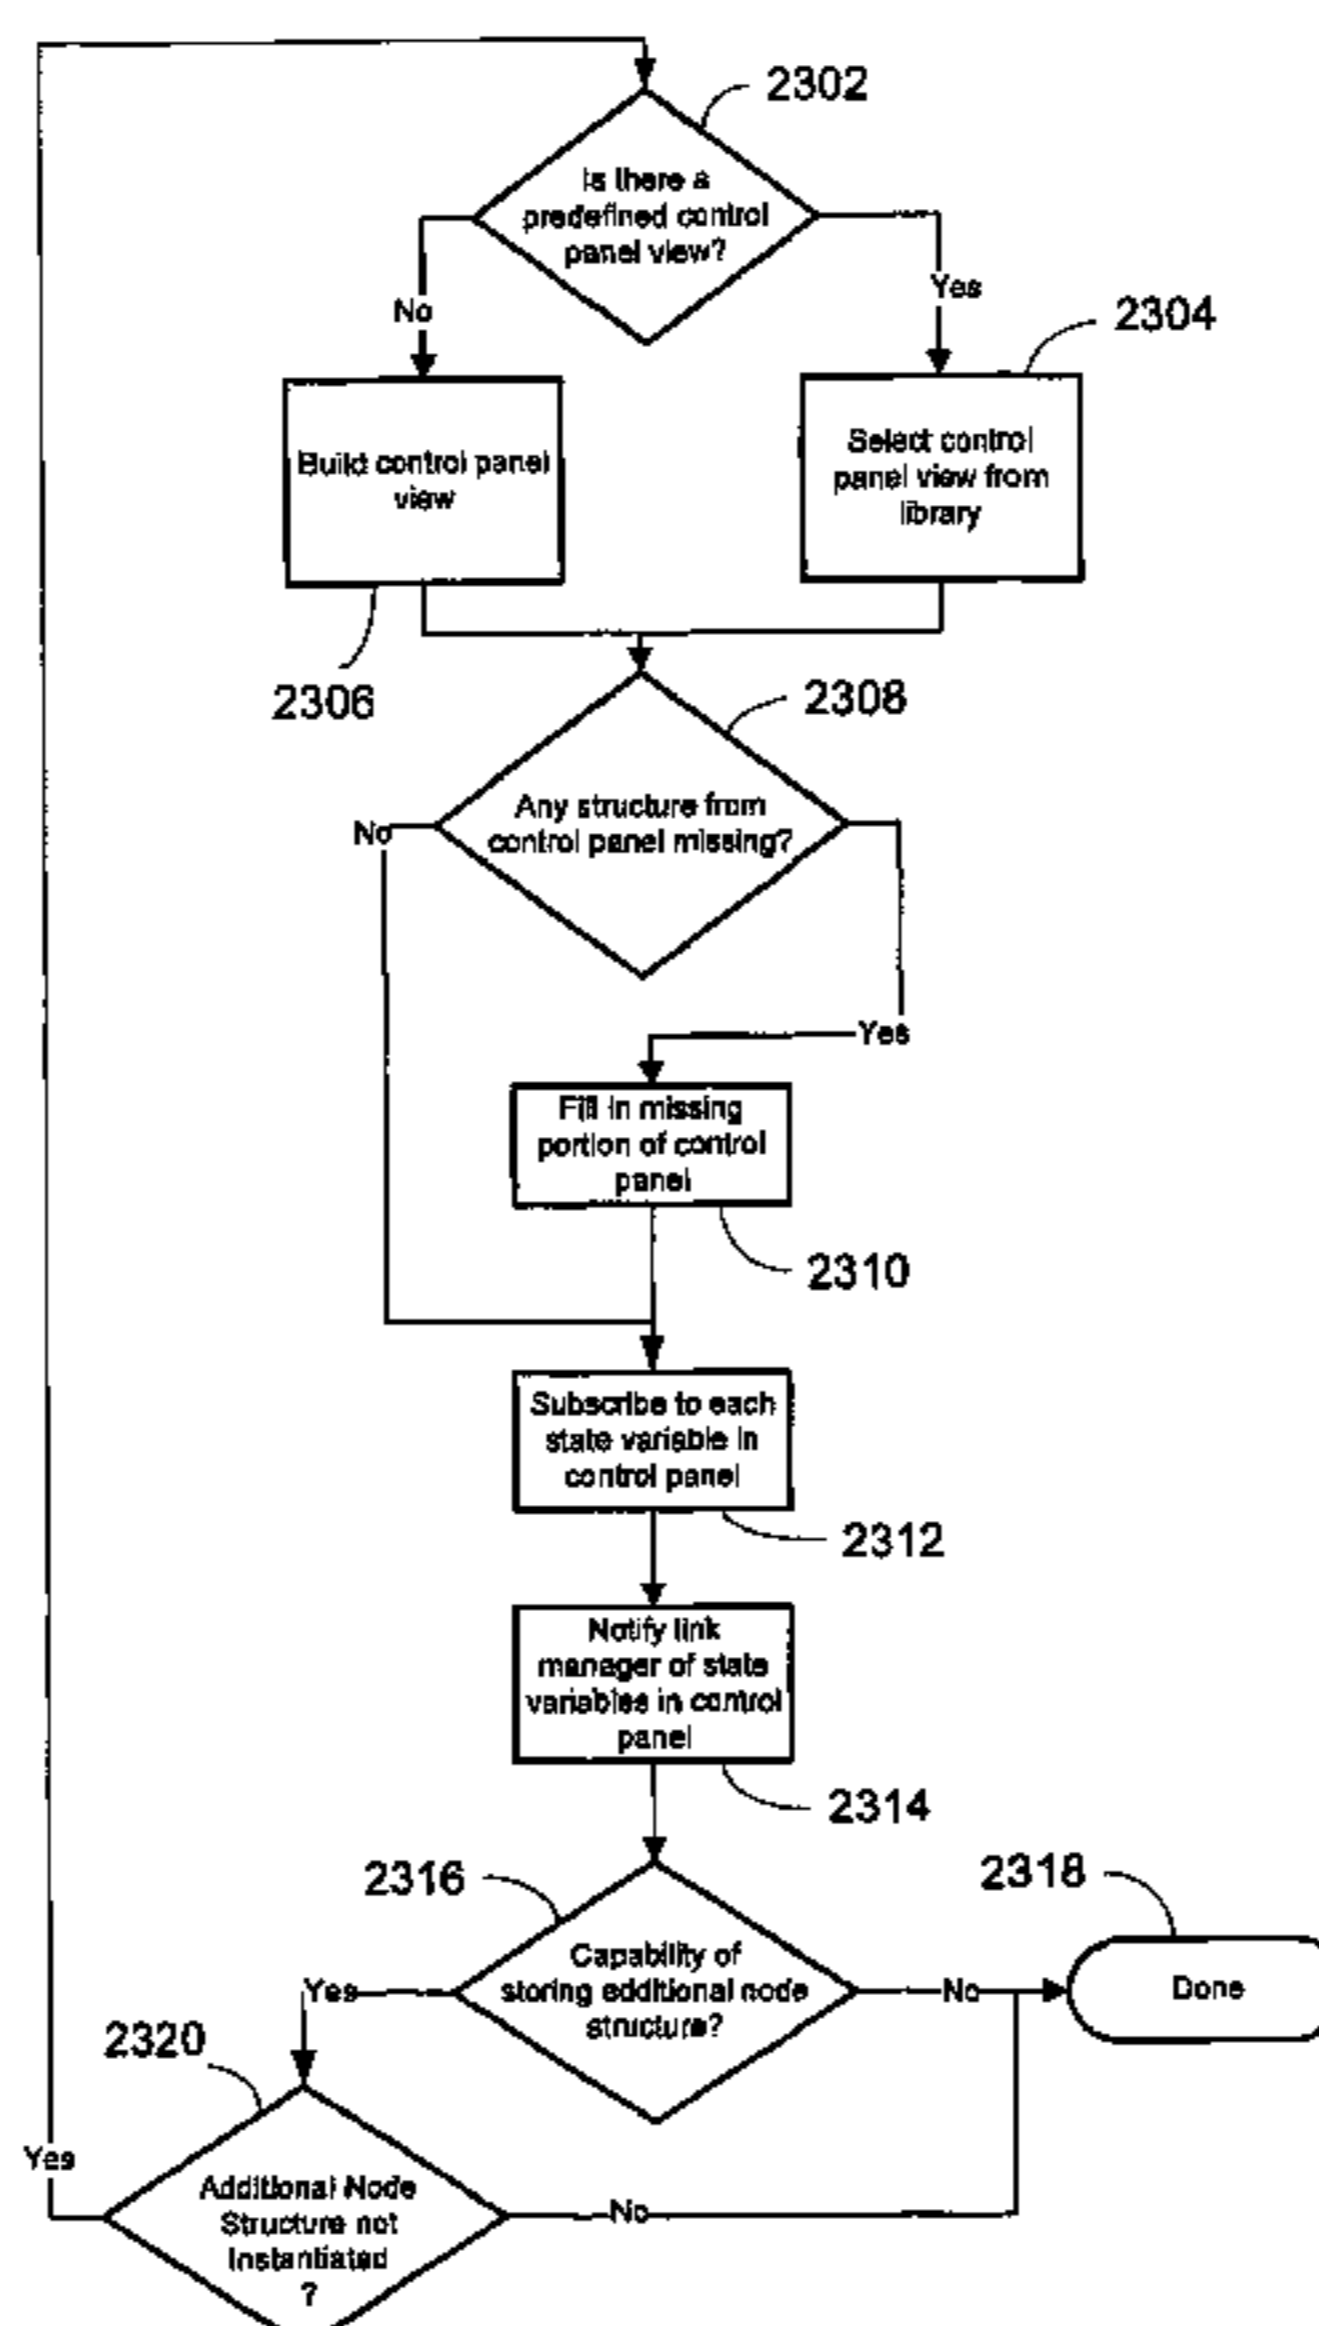 2302
Is there a
predefined control
panel view?
No
Yes
2304
Build control panel
view
Select control
panel view from
library
2306
2308
Any structure from
control panel missing?
No
Yes
Fill in missing
portion of control
panel
2310
Subscribe to each
state variable in
control panel
2312
Notify link
manager of state
variables in control
panel
2314
2316
2318
Capability of
storing additional node
structure?
Yes
No
Done
2320
Yes
Additional Node
Structure not
Instantiated
?
No